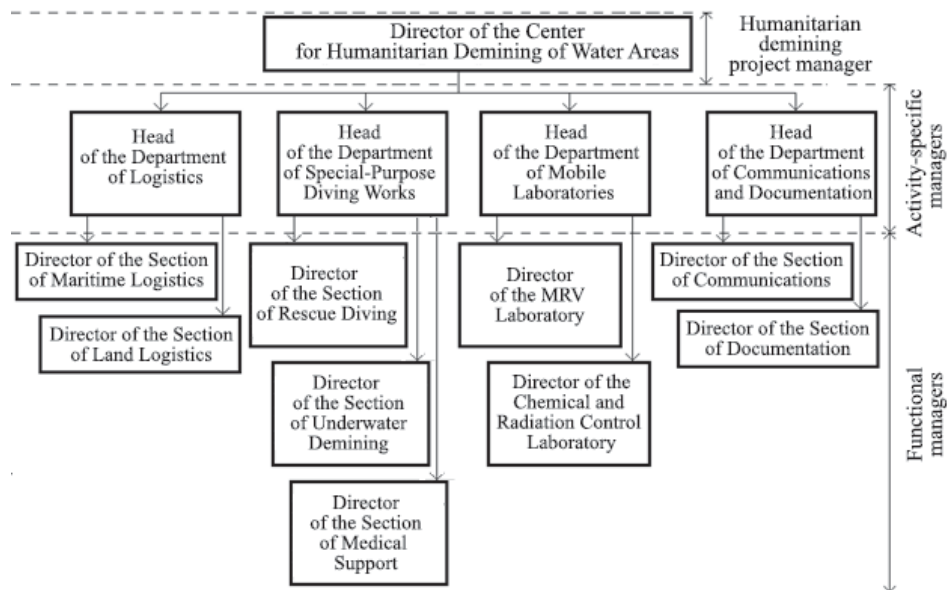 Director of the Center
for Humanitarian Demining of Water Areas
Humanitarian
demining
project manager
Head
of the Department
of Logistics
Head
of the Department
of Special-Purpose
Diving Works
Head
of the Department
of Mobile
Laboratories
Head
of the Department
of Communications
and Documentation
Activity-specific
managers
Director of the Section
of Maritime Logistics
Director of the Section
of Land Logistics
Director
of the Section
of Rescue Diving
Director
of the Section
of Underwater
Demining
Director
of the Section
of Medical
Support
Director
of the MRV
Laboratory
Director of the
Chemical and
Radiation Control
Laboratory
Director of the Section
of Communications
Director of the Section
of Documentation
Functional
managers